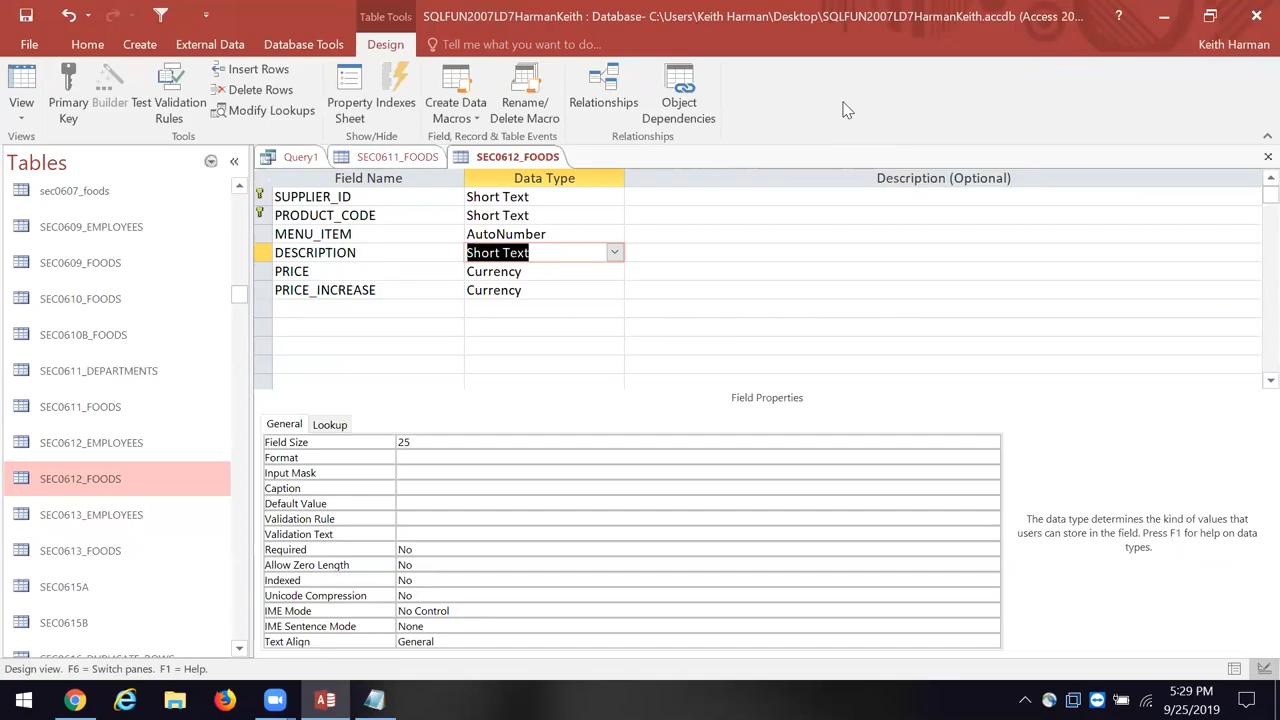 Table Tools
SQLFUN2007LD7HarmanKeith : Database- C:\Users\Keith Harman\Desktop\SQLFUN2007LD7HarmanKeith.accdb (Access 20...
?
File
Home
Create
External Data
Database Tools
Design
Tell me what you want to do...
Keith Harman
View
Primary Key
Builder
Test Validation Rules
Insert Rows
Delete Rows
Modify Lookups
Property Sheet
Indexes
Create Data Macros
Rename/ Delete Macro
Relationships
Object Dependencies
Views
Tools
Show/Hide
Field, Record & Table Events
Relationships
Tables
sec0607_foods
SEC0609_EMPLOYEES
SEC0609_FOODS
SEC0610_FOODS
SEC0610B_FOODS
SEC0611_DEPARTMENTS
SEC0611_FOODS
SEC0612_EMPLOYEES
SEC0612_FOODS
SEC0613_EMPLOYEES
SEC0613_FOODS
SEC0615A
SEC0615B
SEC0616_DUPLICATE_ROWS
Query1
SEC0611_FOODS
SEC0612_FOODS
Field Name Data Type Description (Optional)
SUPPLIER_ID Short Text
PRODUCT_CODE Short Text
MENU_ITEM AutoNumber
DESCRIPTION Short Text
PRICE Currency
PRICE_INCREASE Currency
Field Properties
General Lookup
Field Size 25
Format
Input Mask
Caption
Default Value
Validation Rule
Validation Text
Required No
Allow Zero Length No
Indexed No
Unicode Compression No
IME Mode No Control
IME Sentence Mode None
Text Align General
The data type determines the kind of values that
users can store in the field. Press F1 for help on data
types.
Design view. F6 = Switch panes. F1 = Help.
5:29 PM
9/25/2019